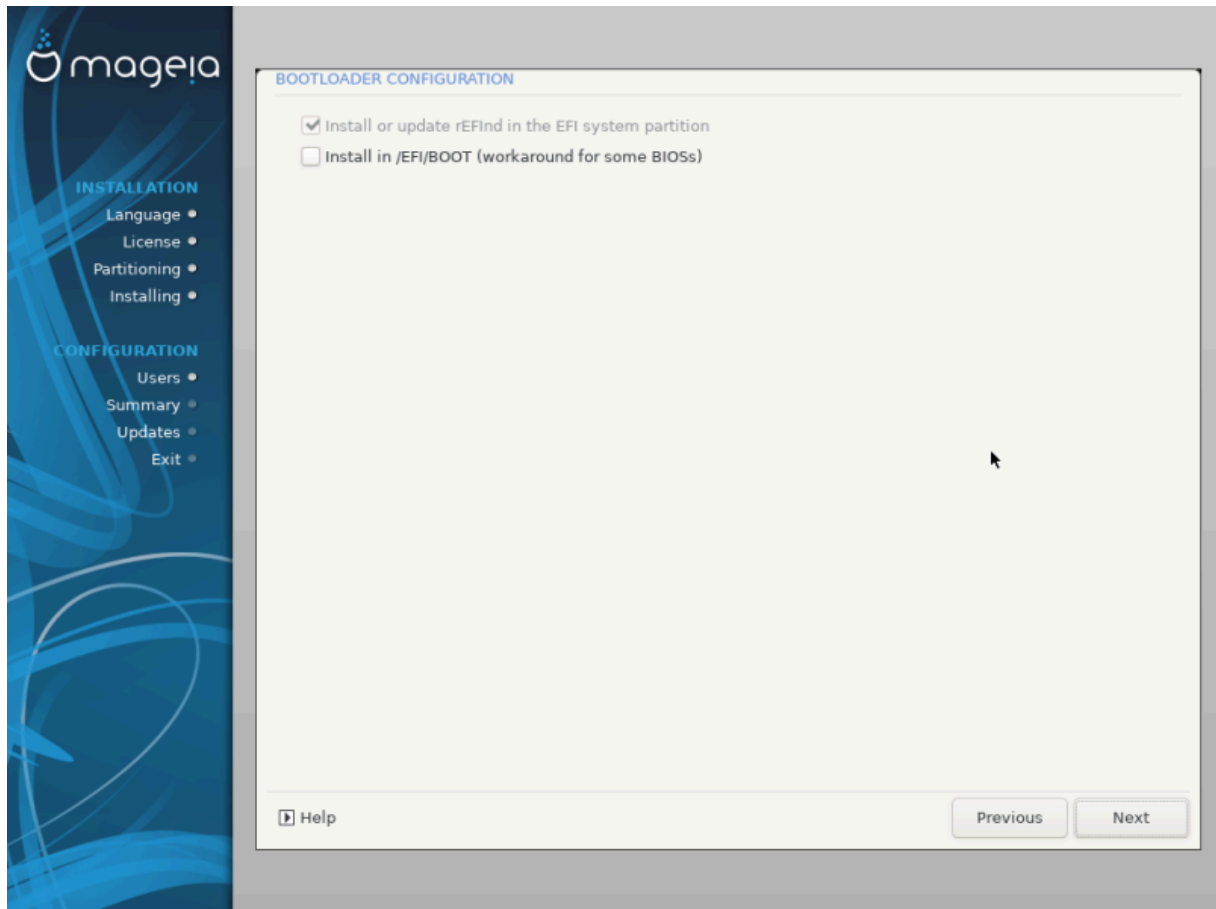 mageia
INSTALLATION
Language
License
Partitioning
Installing
CONFIGURATION
Users
Summary
Updates
Exit
BOOTLOADER CONFIGURATION
Install or update rEFInd in the EFI system partition
Install in /EFI/BOOT (workaround for some BIOSs)
Help
Previous
Next